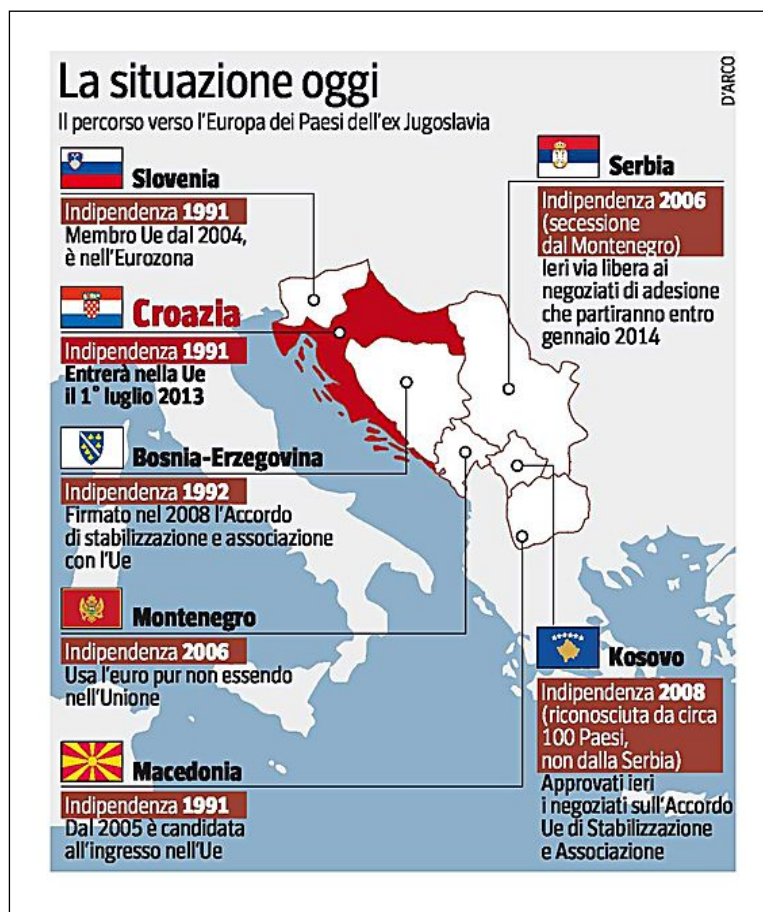 La situazione oggi
Il percorso verso l'Europa dei Paesi dell'ex Jugoslavia
D'ARCO
Slovenia
Indipendenza 1991
Membro Ue dal 2004,
è nell'Eurozona
Croazia
Indipendenza 1991
Entrerà nella Ue
il 1° luglio 2013
Bosnia-Erzegovina
Indipendenza 1992
Firmato nel 2008 l'Accordo
di stabilizzazione e associazione
con l'Ue
Montenegro
Indipendenza 2006
Usa l'euro pur non essendo
nell'Unione
Macedonia
Indipendenza 1991
Dal 2005 è candidata
all'ingresso nell'Ue
Serbia
Indipendenza 2006
(secessione
dal Montenegro)
Ieri via libera ai
negoziati di adesione
che partiranno entro
gennaio 2014
Kosovo
Indipendenza 2008
(riconosciuta da circa
100 Paesi,
non dalla Serbia)
Approvati ieri
i negoziati sull'Accordo
Ue di Stabilizzazione
e Associazione